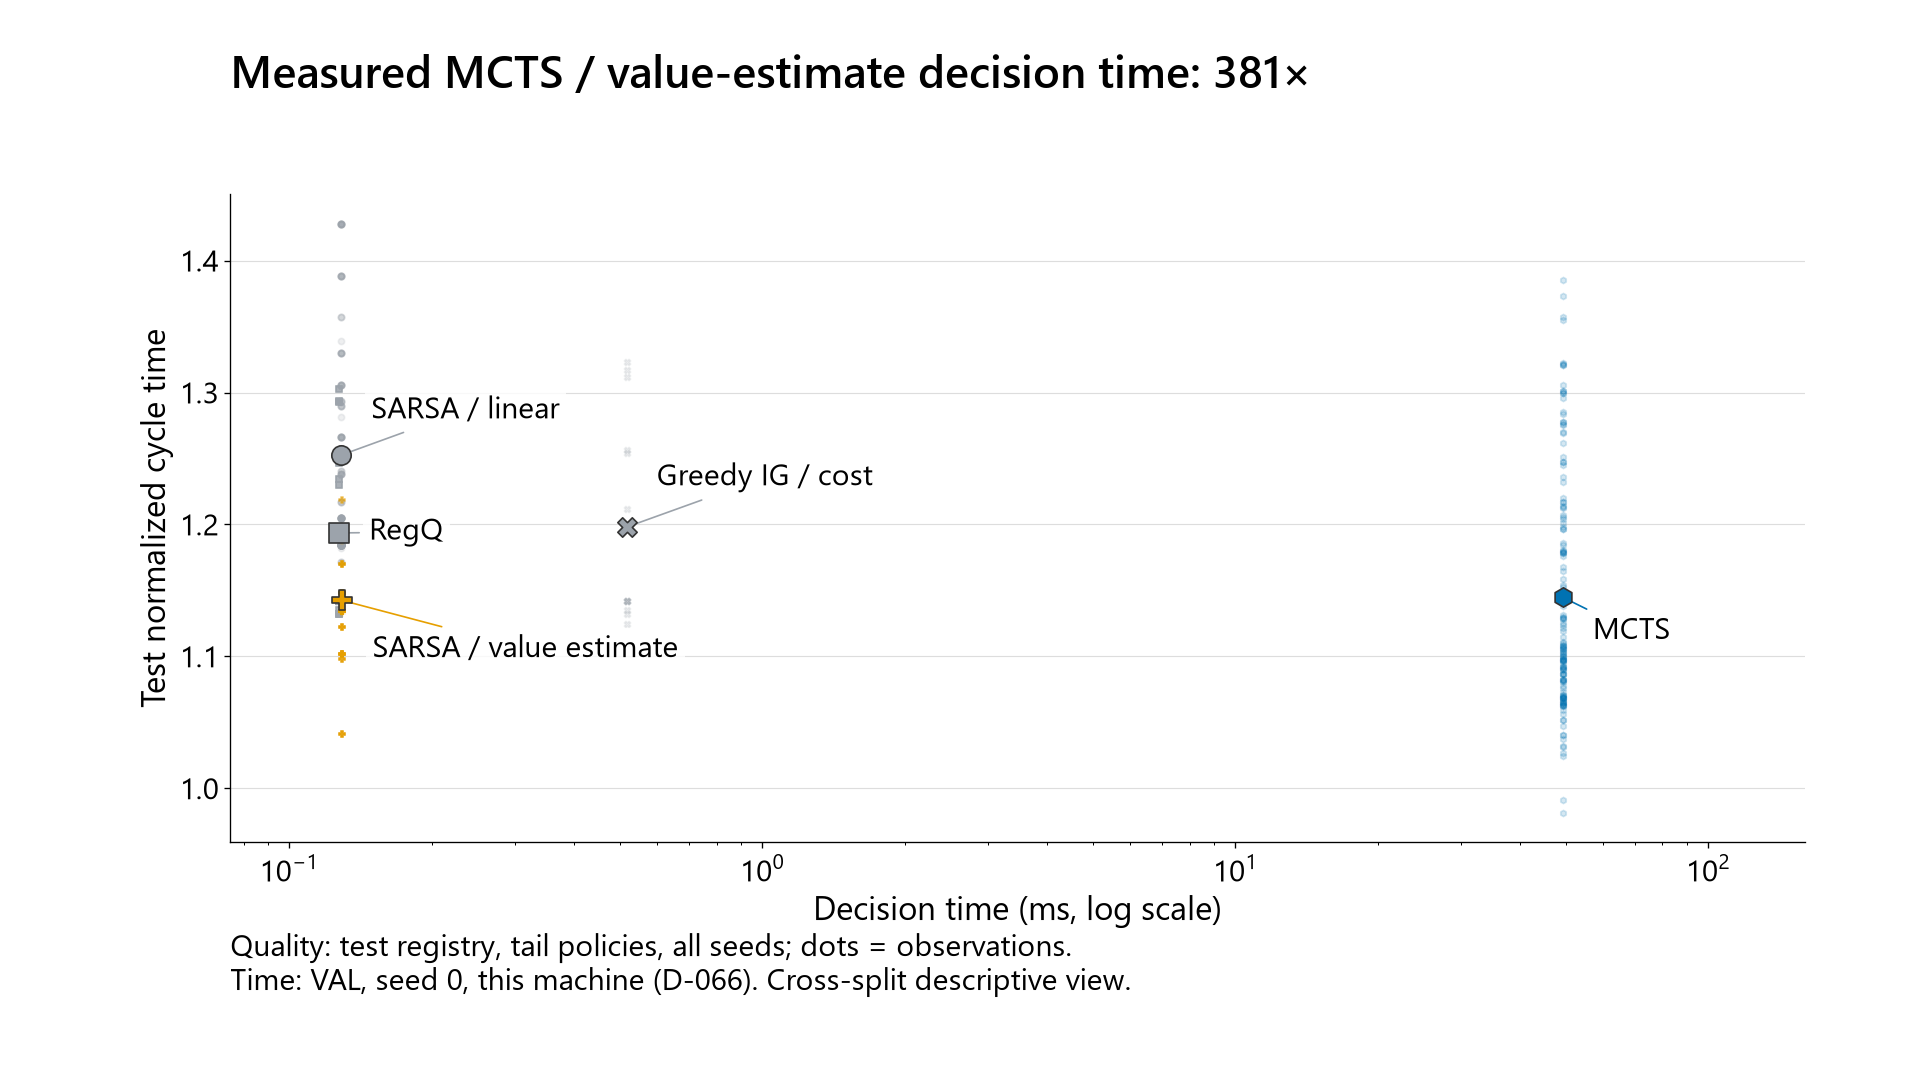 Measured MCTS / value-estimate decision time: 381×
Test normalized cycle time
1.4
1.3
1.2
1.1
1.0
SARSA / linear
Greedy IG / cost
RegQ
SARSA / value estimate
MCTS
10⁻¹
10⁰
10¹
10²
Decision time (ms, log scale)
Quality: test registry, tail policies, all seeds; dots = observations.
Time: VAL, seed 0, this machine (D-066). Cross-split descriptive view.